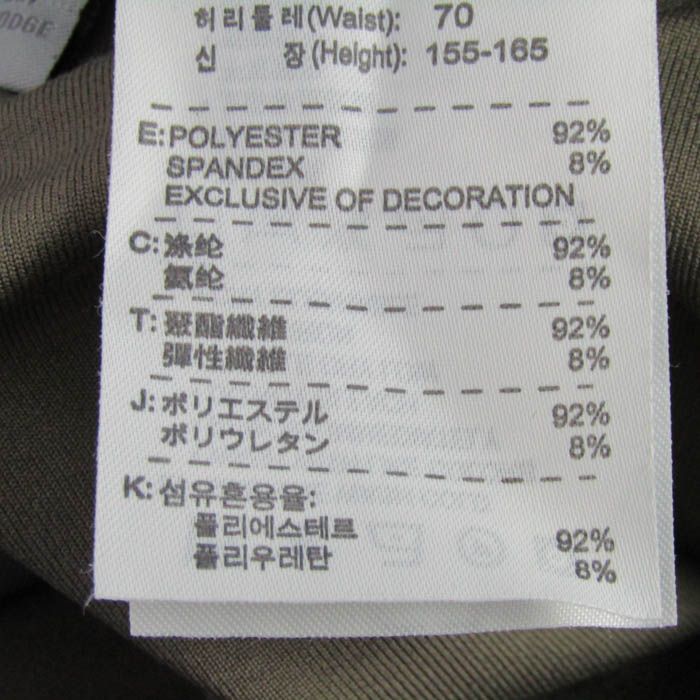 ODGE
허리둘레(Waist): 70
신 장(Height): 155-165
E: POLYESTER 92%
SPANDEX 8%
EXCLUSIVE OF DECORATION
C: 涤纶 92%
氨纶 8%
T: 聚酯纖維 92%
彈性纖維 8%
J: ポリエステル 92%
ポリウレタン 8%
K: 섬유혼용율:
폴리에스테르 92%
폴리우레탄 8%